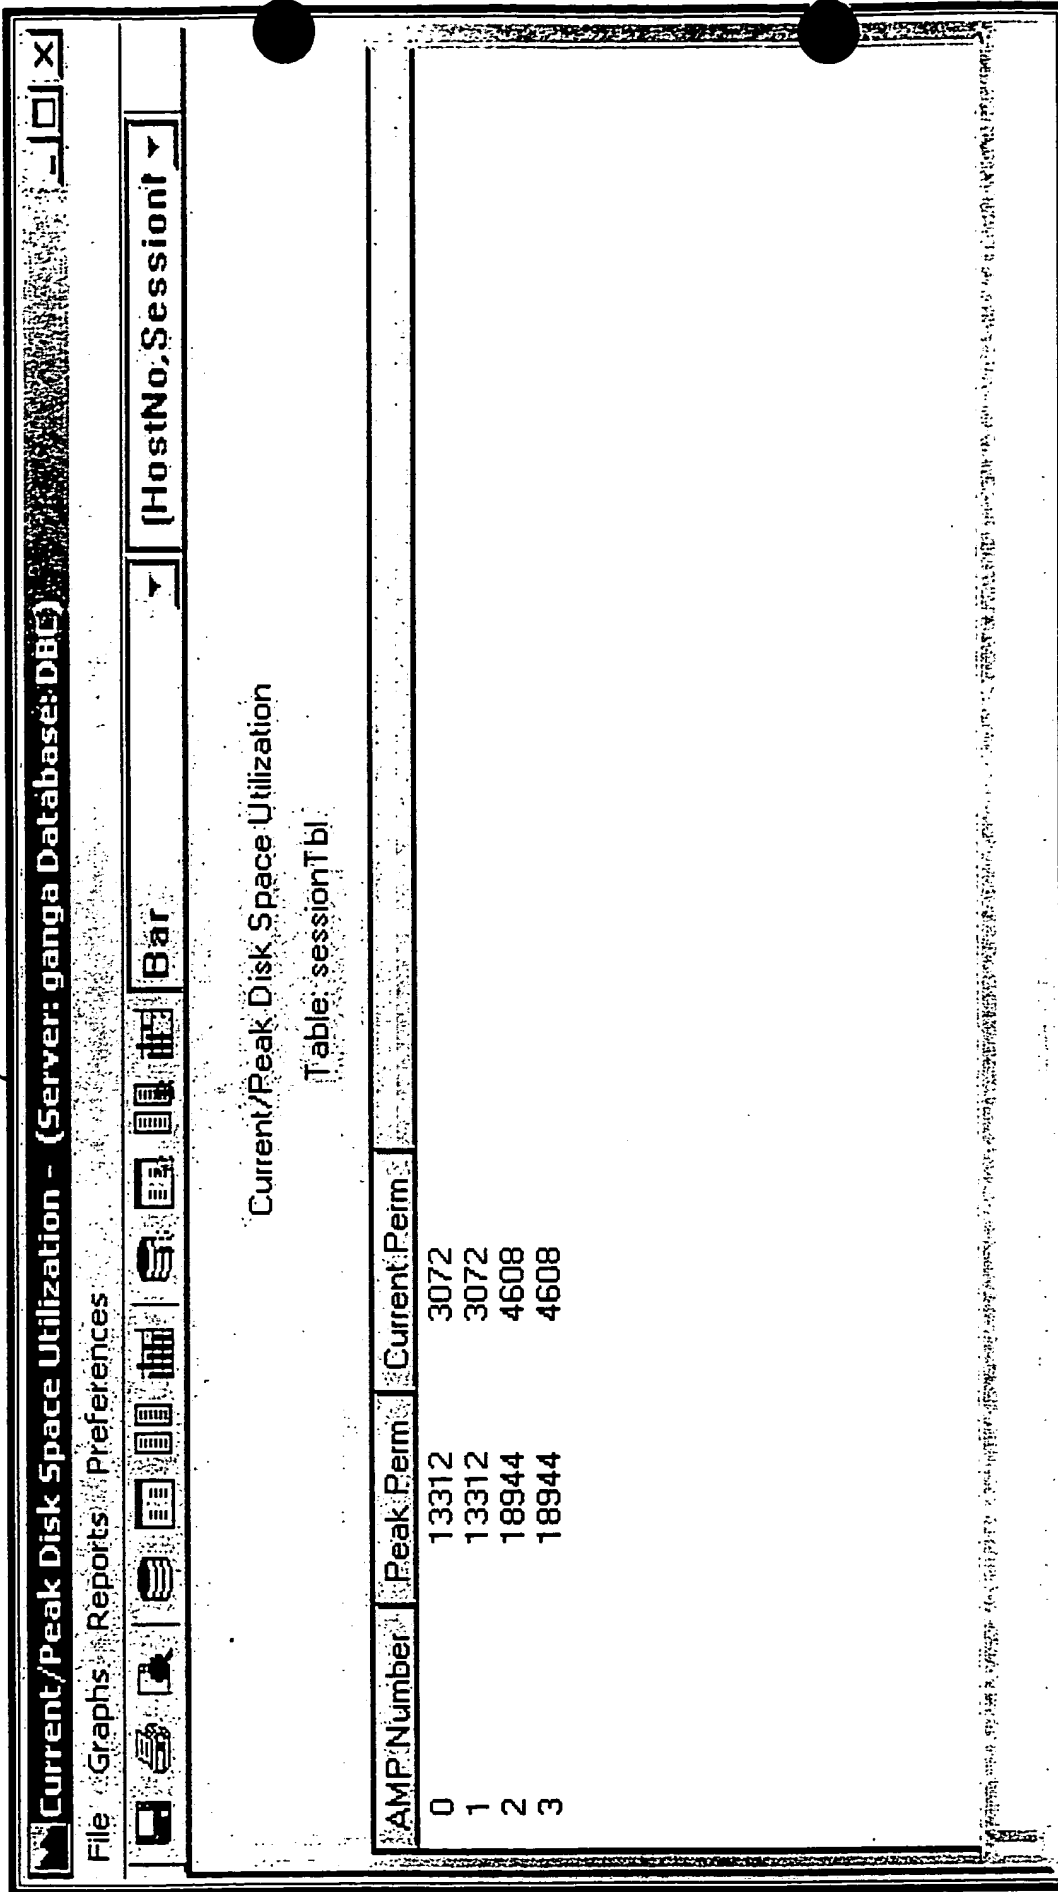 Current/Peak Disk Space Utilization - (Server: ganga Database: DBC)
File Graphs Reports Preferences
Bar (HostNo,Session
Current/Peak Disk Space Utilization
Table: sessionTbl
AMP Number Peak Perm Current Perm
0 13312 3072
1 13312 3072
2 18944 4608
3 18944 4608